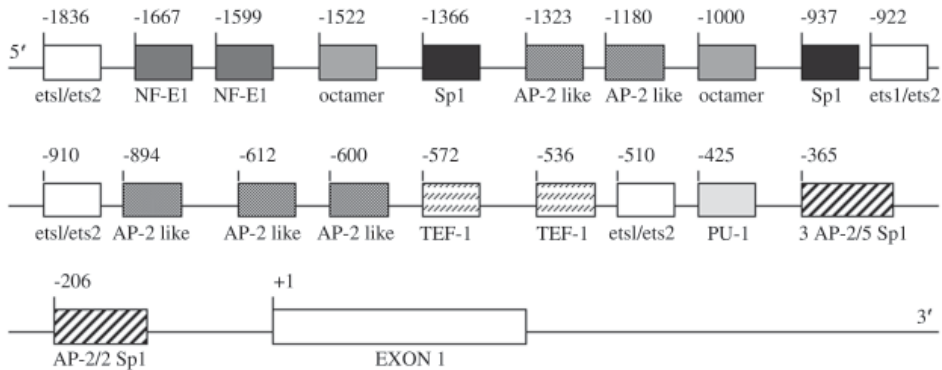 -1836 -1667 -1599 -1522 -1366 -1323 -1180 -1000 -937 -922
5′
etsl/ets2 NF-E1 NF-E1 octamer Sp1 AP-2 like AP-2 like octamer Sp1 ets1/ets2
-910 -894 -612 -600 -572 -536 -510 -425 -365
etsl/ets2 AP-2 like AP-2 like AP-2 like TEF-1 TEF-1 etsl/ets2 PU-1 3 AP-2/5 Sp1
-206 +1
3′
AP-2/2 Sp1 EXON 1